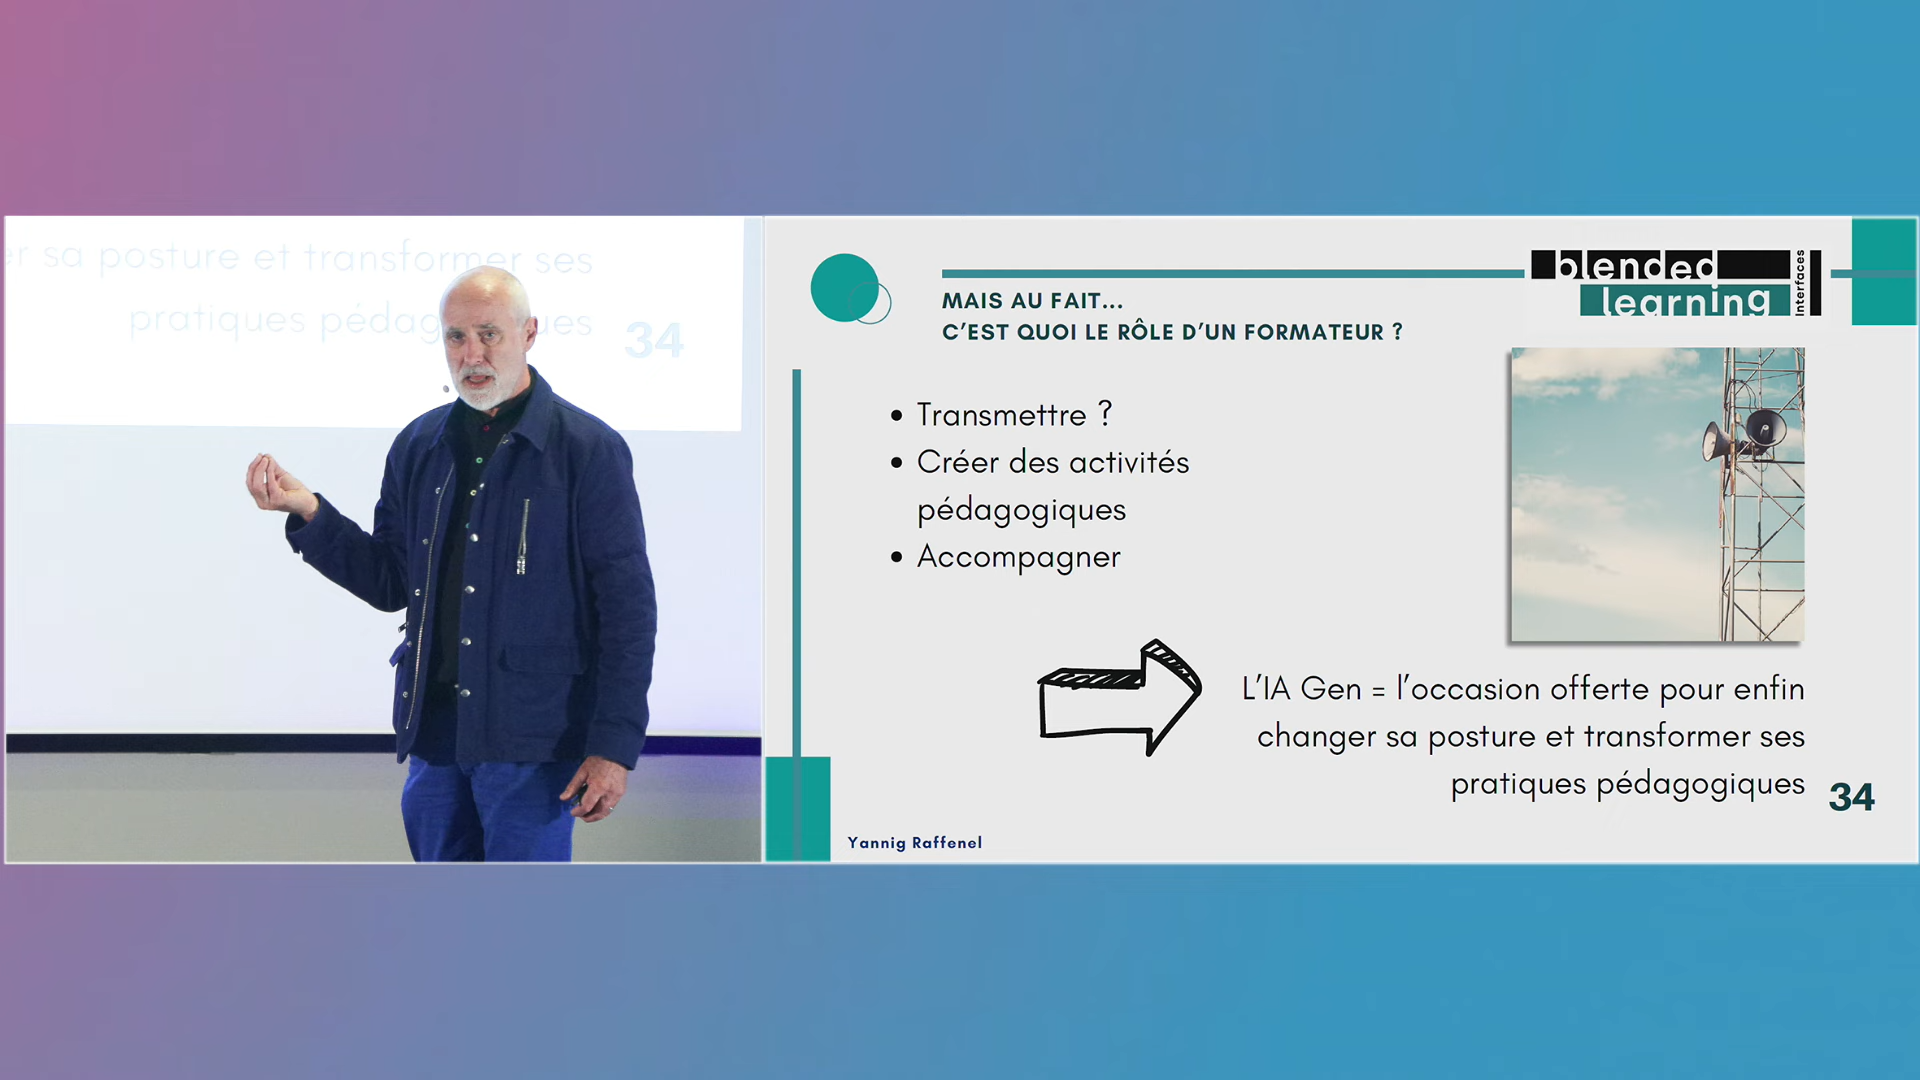 er sa posture et transformer ses
pratiques pédag ues
34
blended
learning
Interfaces
MAIS AU FAIT...
C'EST QUOI LE RÔLE D'UN FORMATEUR ?
• Transmettre ?
• Créer des activités
pédagogiques
• Accompagner
L'IA Gen = l'occasion offerte pour enfin
changer sa posture et transformer ses
pratiques pédagogiques
34
Yannig Raffenel